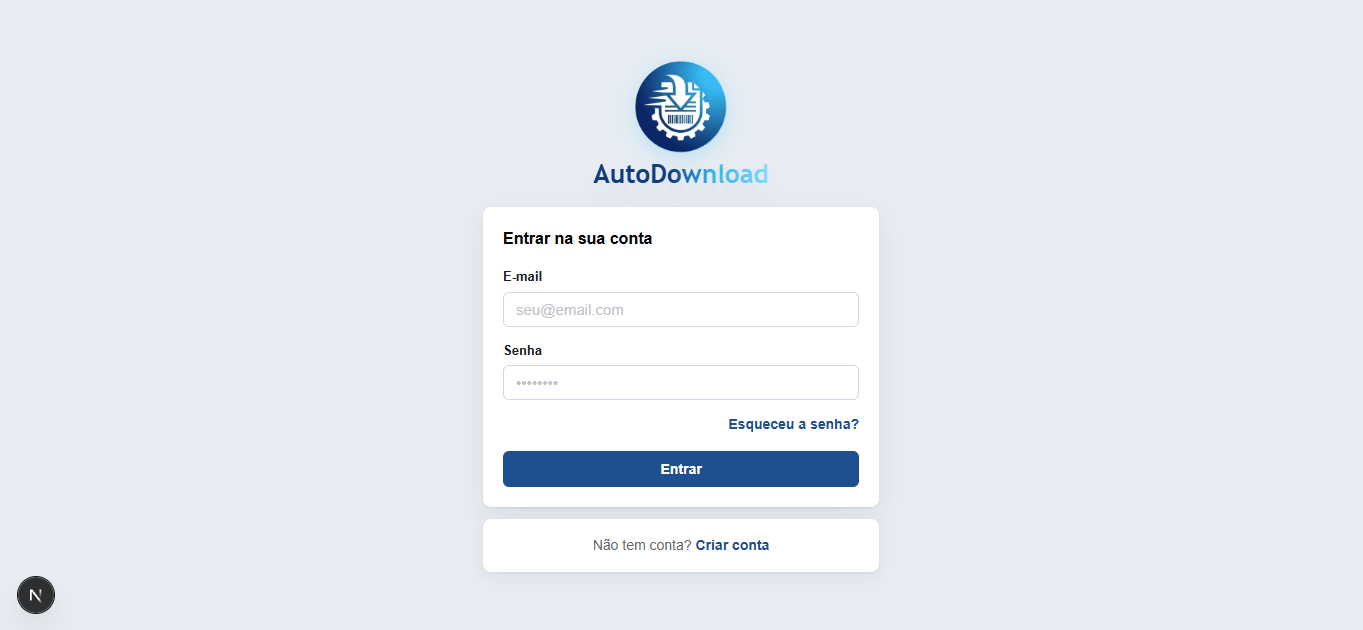 AutoDownload
Entrar na sua conta
E-mail
seu@email.com
Senha
••••••••
Esqueceu a senha?
Entrar
Não tem conta? Criar conta
N